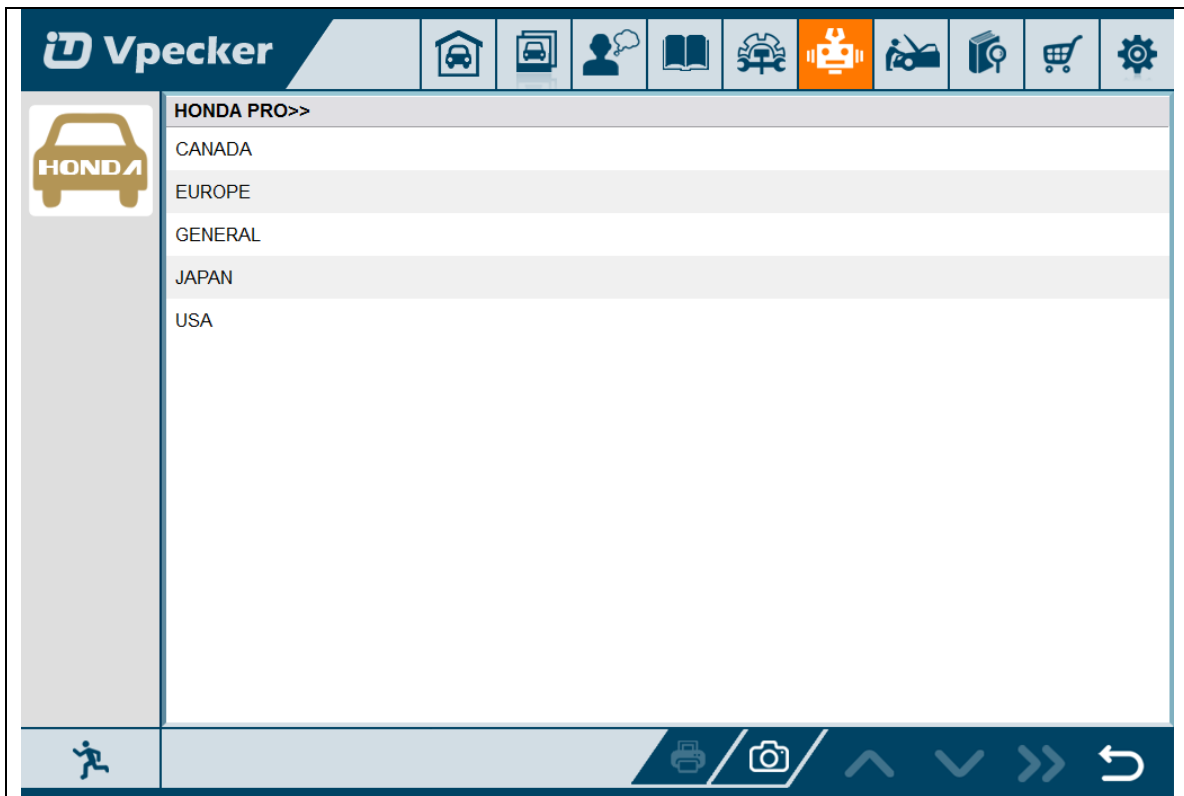 Vpecker
HONDA PRO>>
HONDA
CANADA
EUROPE
GENERAL
JAPAN
USA